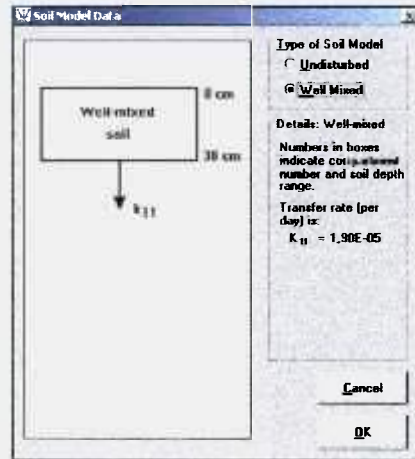 Soil Model Data
0 cm
Well-mixed
soil
30 cm
k11
Type of Soil Model
Undisturbed
Well Mixed
Details: Well-mixed
Numbers in boxes
indicate
number and soil depth
range.
Transfer rate (per
day) is:
K11 = 1,90E-05
Cancel
OK